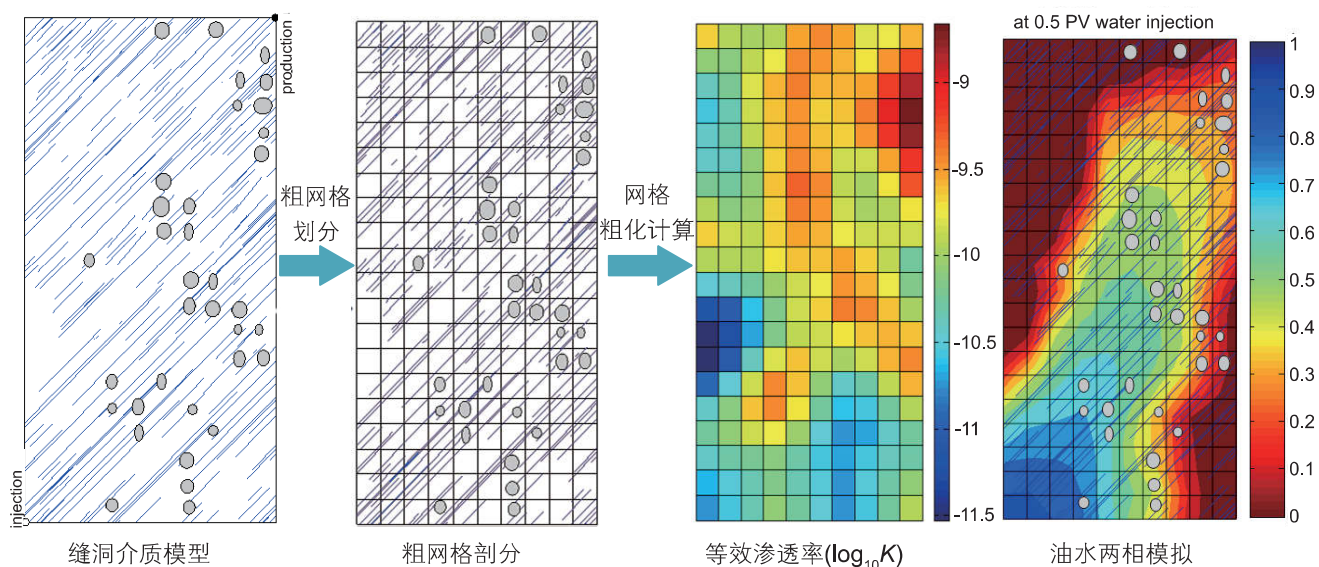 production
injection
缝洞介质模型
粗网格
划分
粗网格剖分
网格
粗化计算
-9
-9.5
-10
-10.5
-11
-11.5
等效渗透率(log₁₀K)
at 0.5 PV water injection
1
0.9
0.8
0.7
0.6
0.5
0.4
0.3
0.2
0.1
0
油水两相模拟